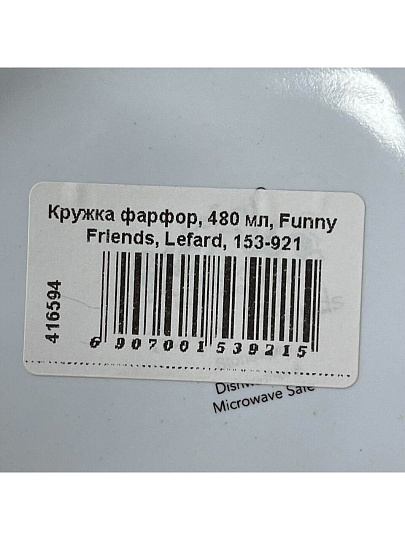 Кружка фарфор, 480 мл, Funny
Friends, Lefard, 153-921
416594
6 907001 539215
Microwave Safe